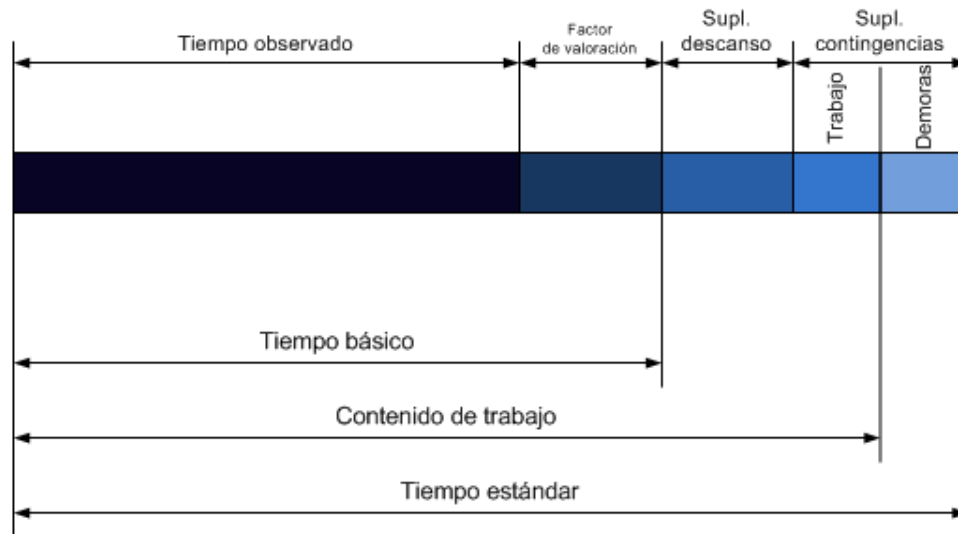 Tiempo observado
Factor
de valoración
Supl.
descanso
Supl.
contingencias
Trabajo
Demoras
Tiempo básico
Contenido de trabajo
Tiempo estándar